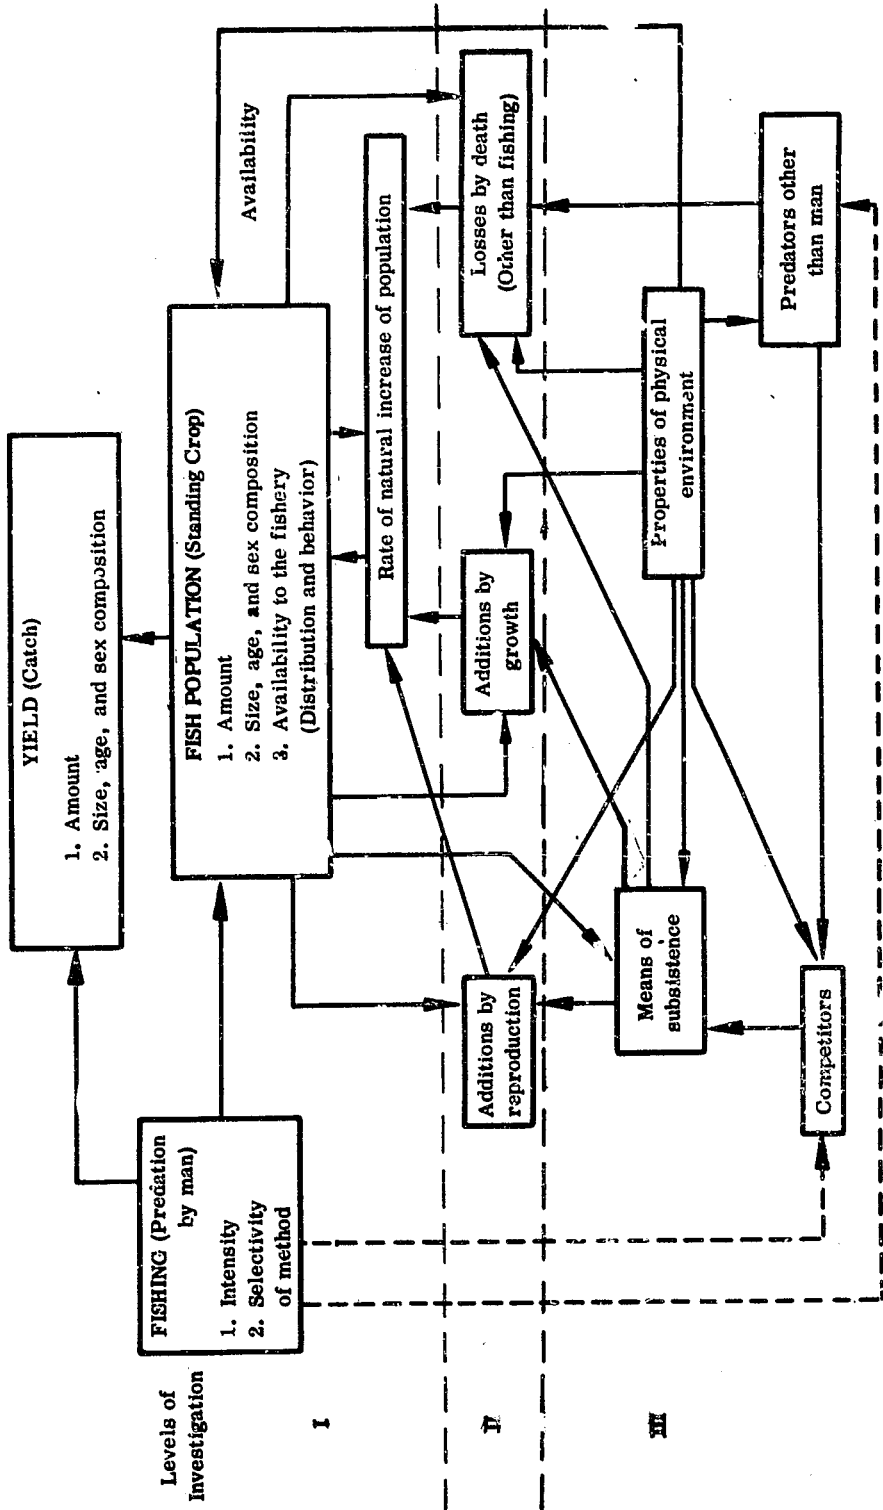 YIELD (Catch)
1. Amount
2. Size, age, and sex composition
FISHING (Predation
by man)
1. Intensity
2. Selectivity
of method
FISH POPULATION (Standing Crop)
1. Amount
2. Size, age, and sex composition
3. Availability to the fishery
(Distribution and behavior)
Availability
Levels of
Investigation
I
Rate of natural increase of population
II
Additions by
reproduction
Additions by
growth
Losses by death
(Other than fishing)
III
Means of
subsistence
Properties of physical
environment
Competitors
Predators other
than man